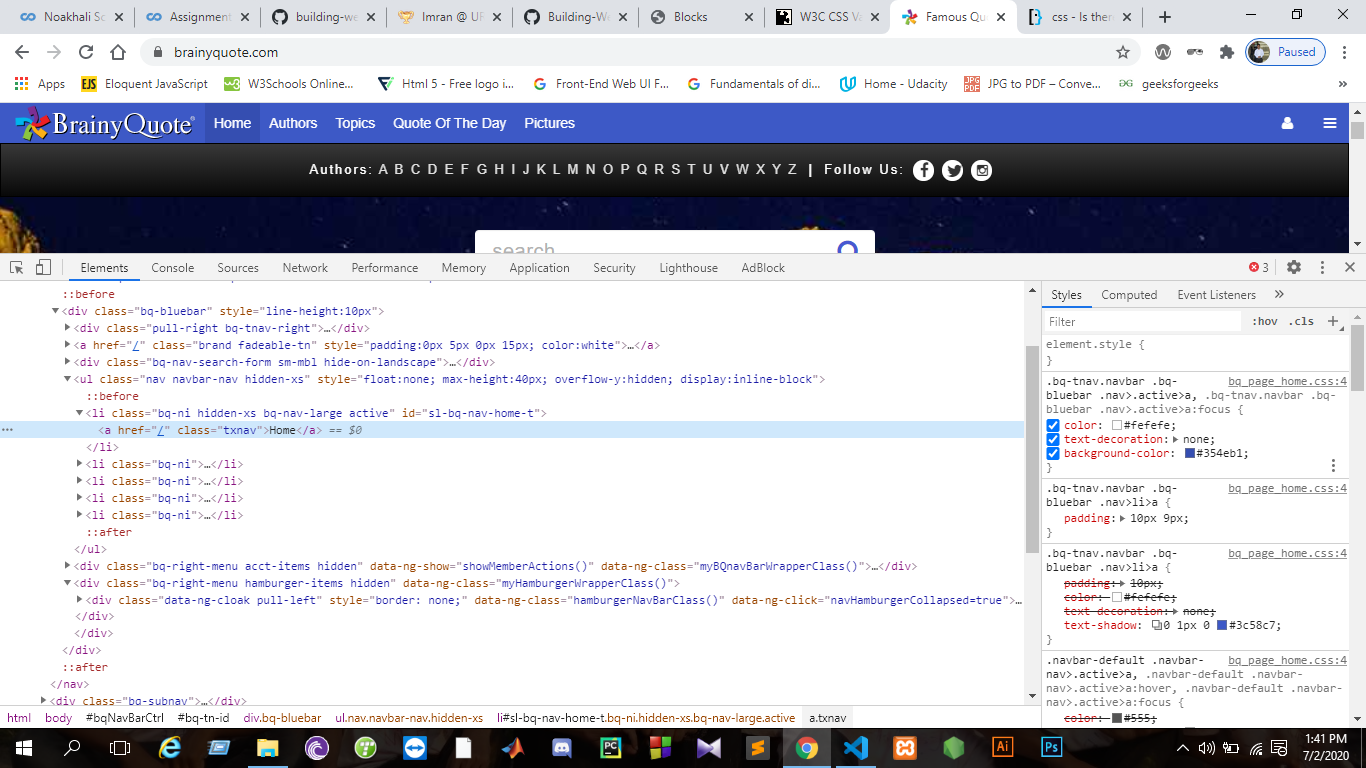 Noakhali Sc
Assignment
building-we
Imran @ UP
Building-We
Blocks
W3C CSS Va
Famous Qu
css - Is ther
brainyquote.com
Paused
Apps
Eloquent JavaScript
W3Schools Online...
Html 5 - Free logo i...
Front-End Web UI F...
Fundamentals of di...
Home - Udacity
JPG to PDF – Conve...
geeksforgeeks
BrainyQuote Home Authors Topics Quote Of The Day Pictures
Authors: A B C D E F G H I J K L M N O P Q R S T U V W X Y Z | Follow Us:
search
Elements Console Sources Network Performance Memory Application Security Lighthouse AdBlock 3
::before
<div class="bq-bluebar" style="line-height:10px">
<div class="pull-right bq-tnav-right">…</div>
<a href="/" class="brand fadeable-tn" style="padding:0px 5px 0px 15px; color:white">…</a>
<div class="bq-nav-search-form sm-mbl hide-on-landscape">…</div>
<ul class="nav navbar-nav hidden-xs" style="float:none; max-height:40px; overflow-y:hidden; display:inline-block">
::before
<li class="bq-ni hidden-xs bq-nav-large active" id="sl-bq-nav-home-t">
<a href="/" class="txnav">Home</a> == $0
</li>
<li class="bq-ni">…</li>
<li class="bq-ni">…</li>
<li class="bq-ni">…</li>
<li class="bq-ni">…</li>
::after
</ul>
<div class="bq-right-menu acct-items hidden" data-ng-show="showMemberActions()" data-ng-class="myBQnavBarWrapperClass()">…</div>
<div class="bq-right-menu hamburger-items hidden" data-ng-class="myHamburgerWrapperClass()">
<div class="data-ng-cloak pull-left" style="border: none;" data-ng-class="hamburgerNavBarClass()" data-ng-click="navHamburgerCollapsed=true">…
</div>
</div>
</div>
::after
</nav>
<div class="bq-subnav">…</div>
html body #bqNavBarCtrl #bq-tn-id div.bq-bluebar ul.nav.navbar-nav.hidden-xs li#sl-bq-nav-home-t.bq-ni.hidden-xs.bq-nav-large.active a.txnav
Styles Computed Event Listeners »
Filter :hov .cls +
element.style {
}
.bq-tnav.navbar .bq- bq_page_home.css:4
bluebar .nav>.active>a, .bq-tnav.navbar .bq-
bluebar .nav>.active>a:focus {
color: #fefefe;
text-decoration: none;
background-color: #354eb1;
}
.bq-tnav.navbar .bq- bq_page_home.css:4
bluebar .nav>li>a {
padding: 10px 9px;
}
.bq-tnav.navbar .bq- bq_page_home.css:4
bluebar .nav>li>a {
padding: 10px;
color: #fefefe;
text-decoration: none;
text-shadow: 0 1px 0 #3c58c7;
}
.navbar-default .navbar- bq_page_home.css:4
nav>.active>a, .navbar-default .navbar-
nav>.active>a:hover, .navbar-default .navbar-
nav>.active>a:focus {
color: #555;
1:41 PM
7/2/2020